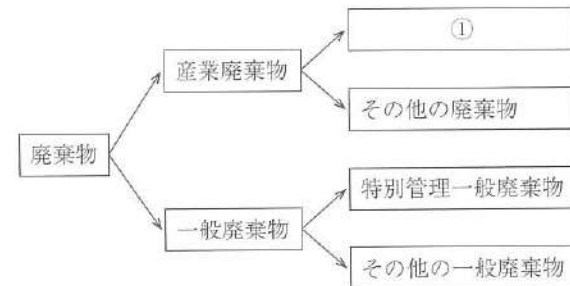 ①
産業廃棄物
その他の廃棄物
廃棄物
特別管理一般廃棄物
一般廃棄物
その他の一般廃棄物